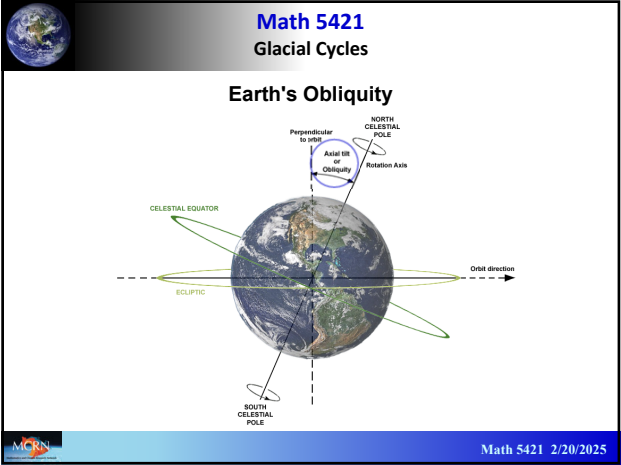 Math 5421
Glacial Cycles
Earth's Obliquity
NORTH
CELESTIAL
POLE
Perpendicular
to orbit
Axial tilt
or
Obliquity
Rotation Axis
CELESTIAL EQUATOR
Orbit direction
ECLIPTIC
SOUTH
CELESTIAL
POLE
MCRN
Math 5421 2/20/2025